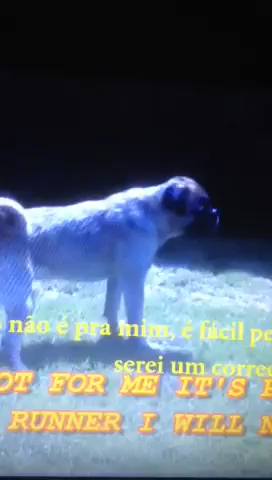 não é pra mim, é fácil pe
serei um corred
OT FOR ME IT'S
RUNNER I WILL N